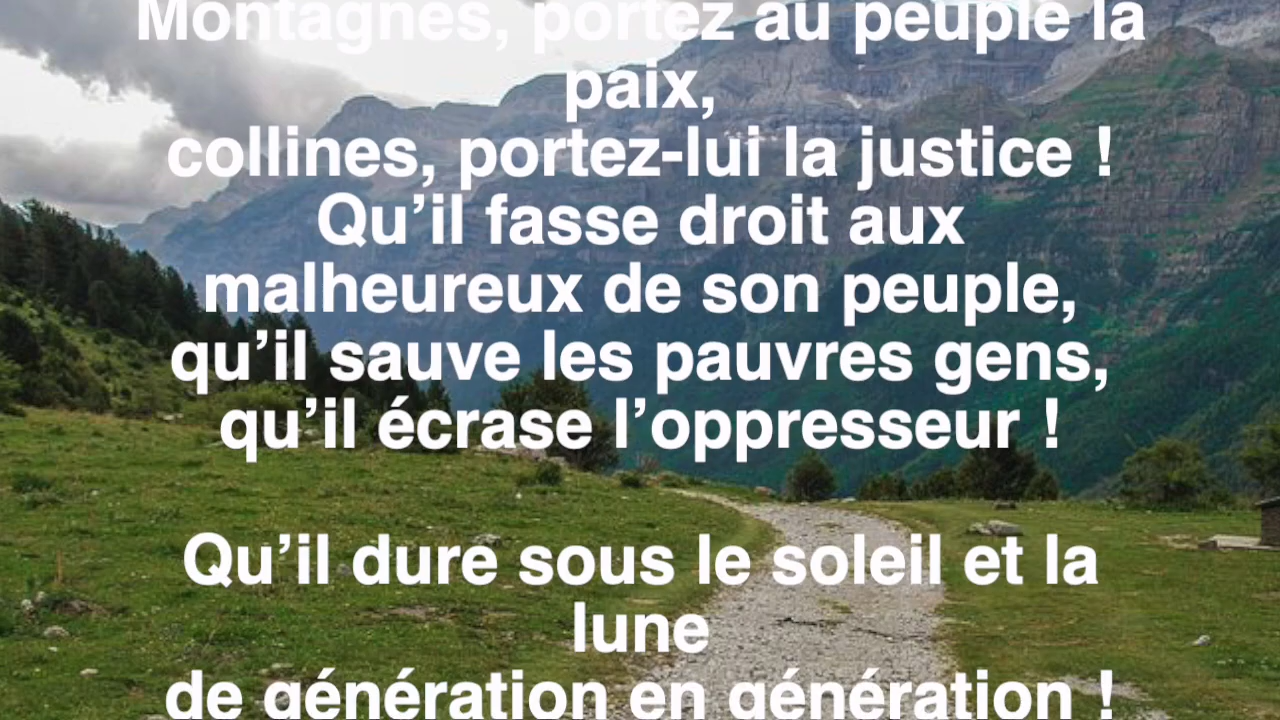 Montagnes, portez au peuple la
paix,
collines, portez-lui la justice !
Qu’il fasse droit aux
malheureux de son peuple,
qu’il sauve les pauvres gens,
qu’il écrase l’oppresseur !
Qu’il dure sous le soleil et la
lune
de génération en génération !